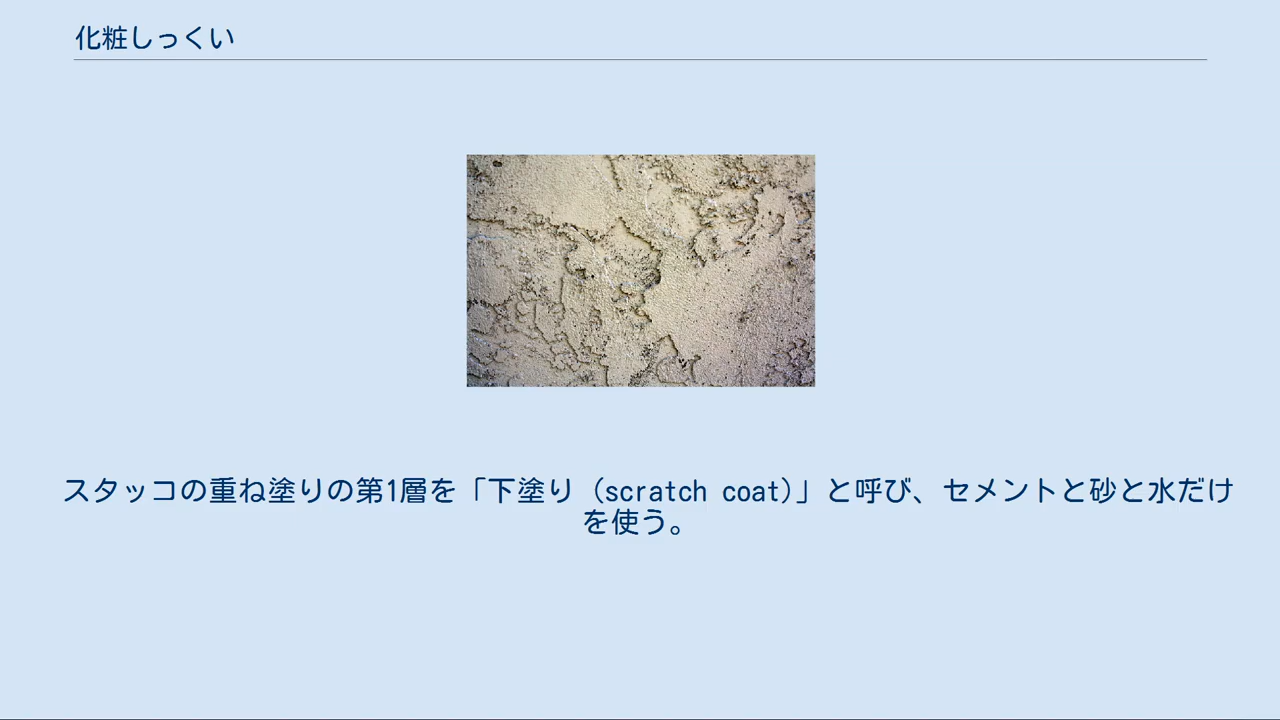 化粧しっくい
スタッコの重ね塗りの第1層を「下塗り (scratch coat)」と呼び、セメントと砂と水だけ
を使う。